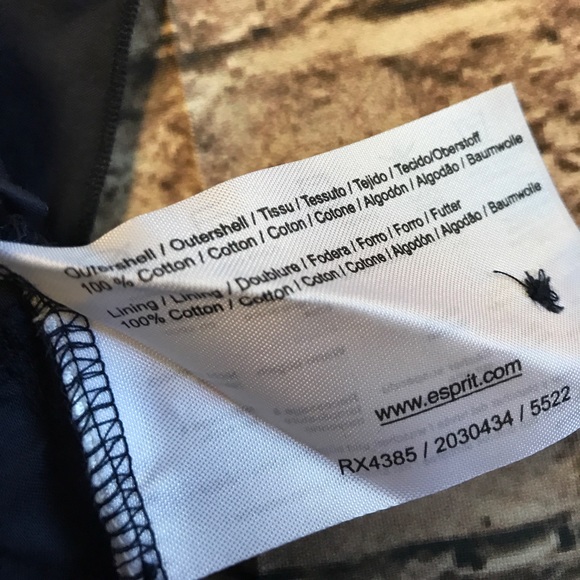 Outershell / Outershell / Tissu / Tessuto / Tejido / Tecido/Oberstoff
100 % Cotton / Cotton / Coton / Cotone / Algodón / Algodão / Baumwolle
Lining / Lining / Doublure / Fodera / Forro / Forro / Futter
100% Cotton / Cotton / Coton / Cotone / Algodón / Algodão / Baumwolle
www.esprit.com
RX4385 / 2030434 / 5522